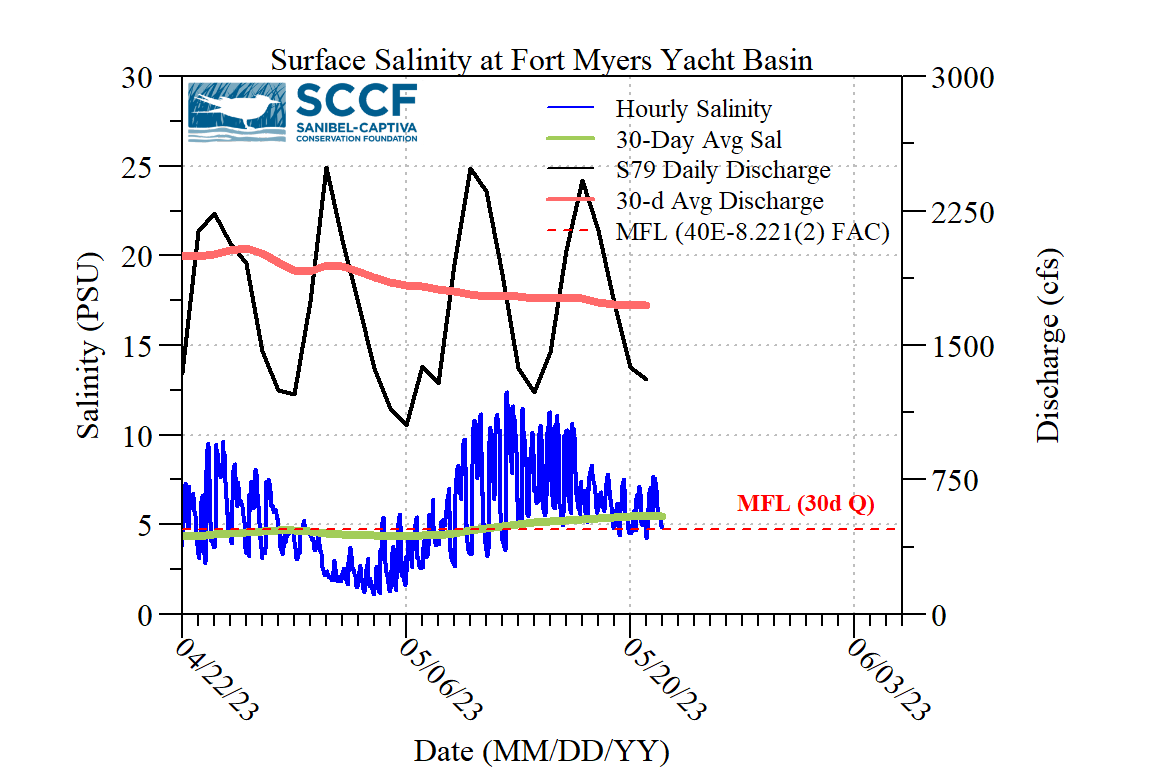 Surface Salinity at Fort Myers Yacht Basin
SCCF
SANIBEL-CAPTIVA
CONSERVATION FOUNDATION
Hourly Salinity
30-Day Avg Sal
S79 Daily Discharge
30-d Avg Discharge
MFL (40E-8.221(2) FAC)
30
25
20
15
10
5
0
Salinity (PSU)
3000
2250
1500
750
0
Discharge (cfs)
MFL (30d Q)
04/22/23
05/06/23
05/20/23
06/03/23
Date (MM/DD/YY)